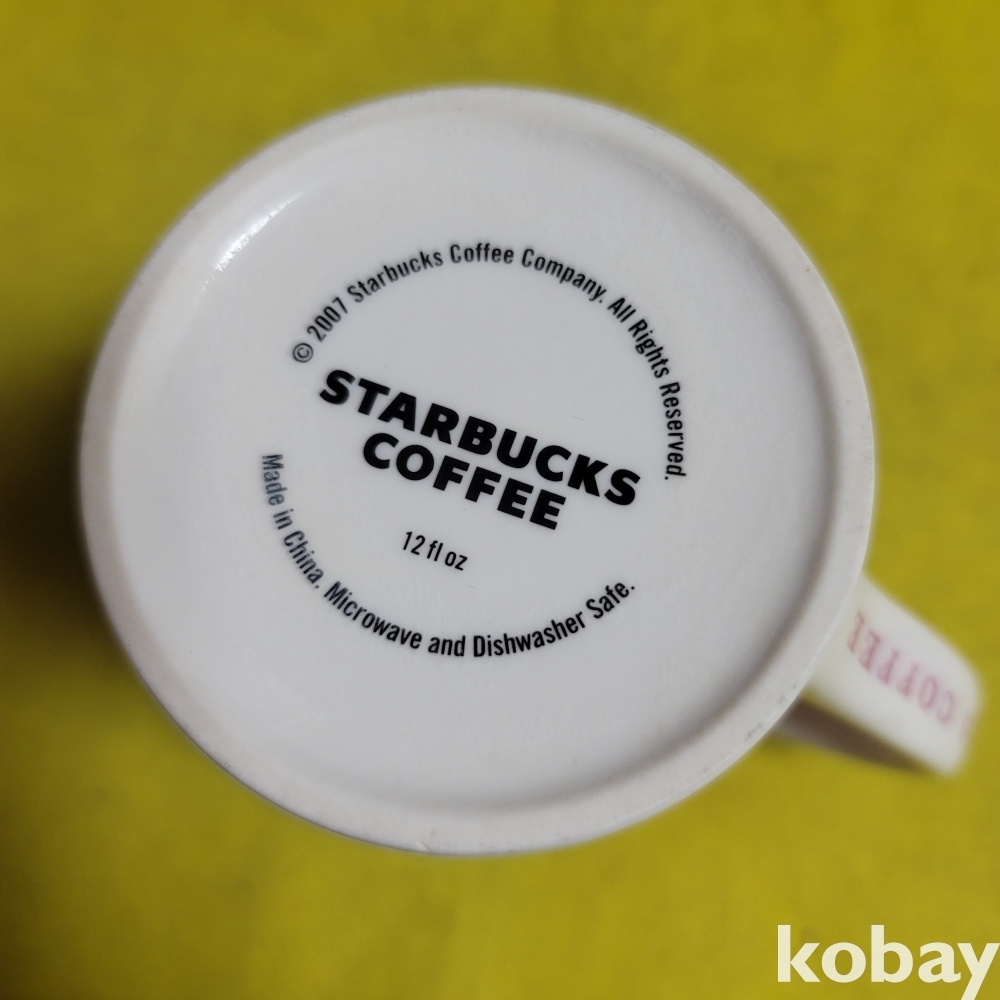 © 2007 Starbucks Coffee Company. All Rights Reserved.
STARBUCKS
COFFEE
12 fl oz
Made in China. Microwave and Dishwasher Safe.
COFFEE
kobay